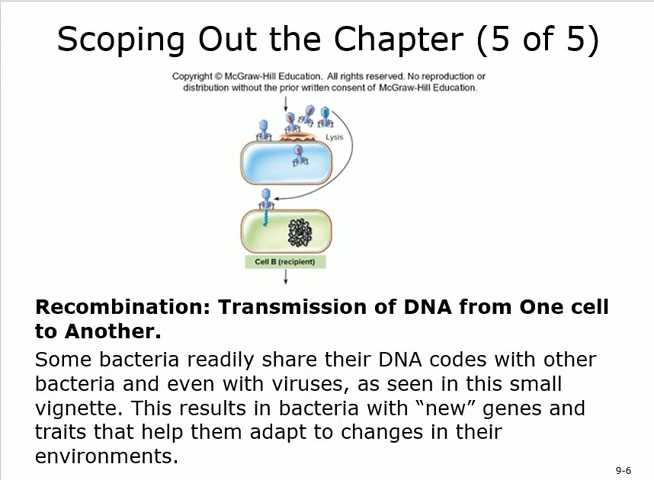 Scoping Out the Chapter (5 of 5)
Copyright © McGraw-Hill Education. All rights reserved. No reproduction or
distribution without the prior written consent of McGraw-Hill Education.
Lysis
Cell B (recipient)
Recombination: Transmission of DNA from One cell
to Another.
Some bacteria readily share their DNA codes with other
bacteria and even with viruses, as seen in this small
vignette. This results in bacteria with “new” genes and
traits that help them adapt to changes in their
environments.
9-6